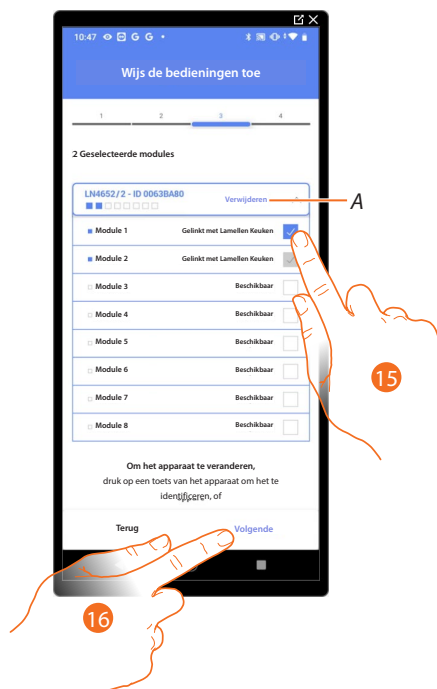 10:47 G G
Wijs de bedieningen toe
1 2 3 4
2 Geselecteerde modules
LN4652/2 - ID 0063BA80
Verwijderen
A
Module 1 Gelinkt met Lamellen Keuken
Module 2 Gelinkt met Lamellen Keuken
Module 3 Beschikbaar
Module 4 Beschikbaar
Module 5 Beschikbaar
Module 6 Beschikbaar
Module 7 Beschikbaar
Module 8 Beschikbaar
15
Om het apparaat te veranderen,
druk op een toets van het apparaat om het te
identificeren, of
Terug Volgende
16